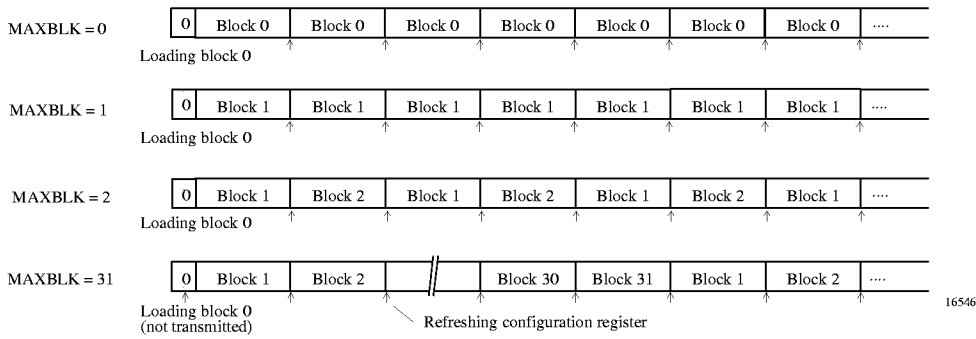 MAXBLK = 0 0 Block 0 Block 0 Block 0 Block 0 Block 0 Block 0 Block 0 ....
Loading block 0
MAXBLK = 1 0 Block 1 Block 1 Block 1 Block 1 Block 1 Block 1 Block 1 ....
Loading block 0
MAXBLK = 2 0 Block 1 Block 2 Block 1 Block 2 Block 1 Block 2 Block 1 ....
Loading block 0
MAXBLK = 31 0 Block 1 Block 2 Block 30 Block 31 Block 1 Block 2 ....
16546
Loading block 0
(not transmitted)
Refreshing configuration register